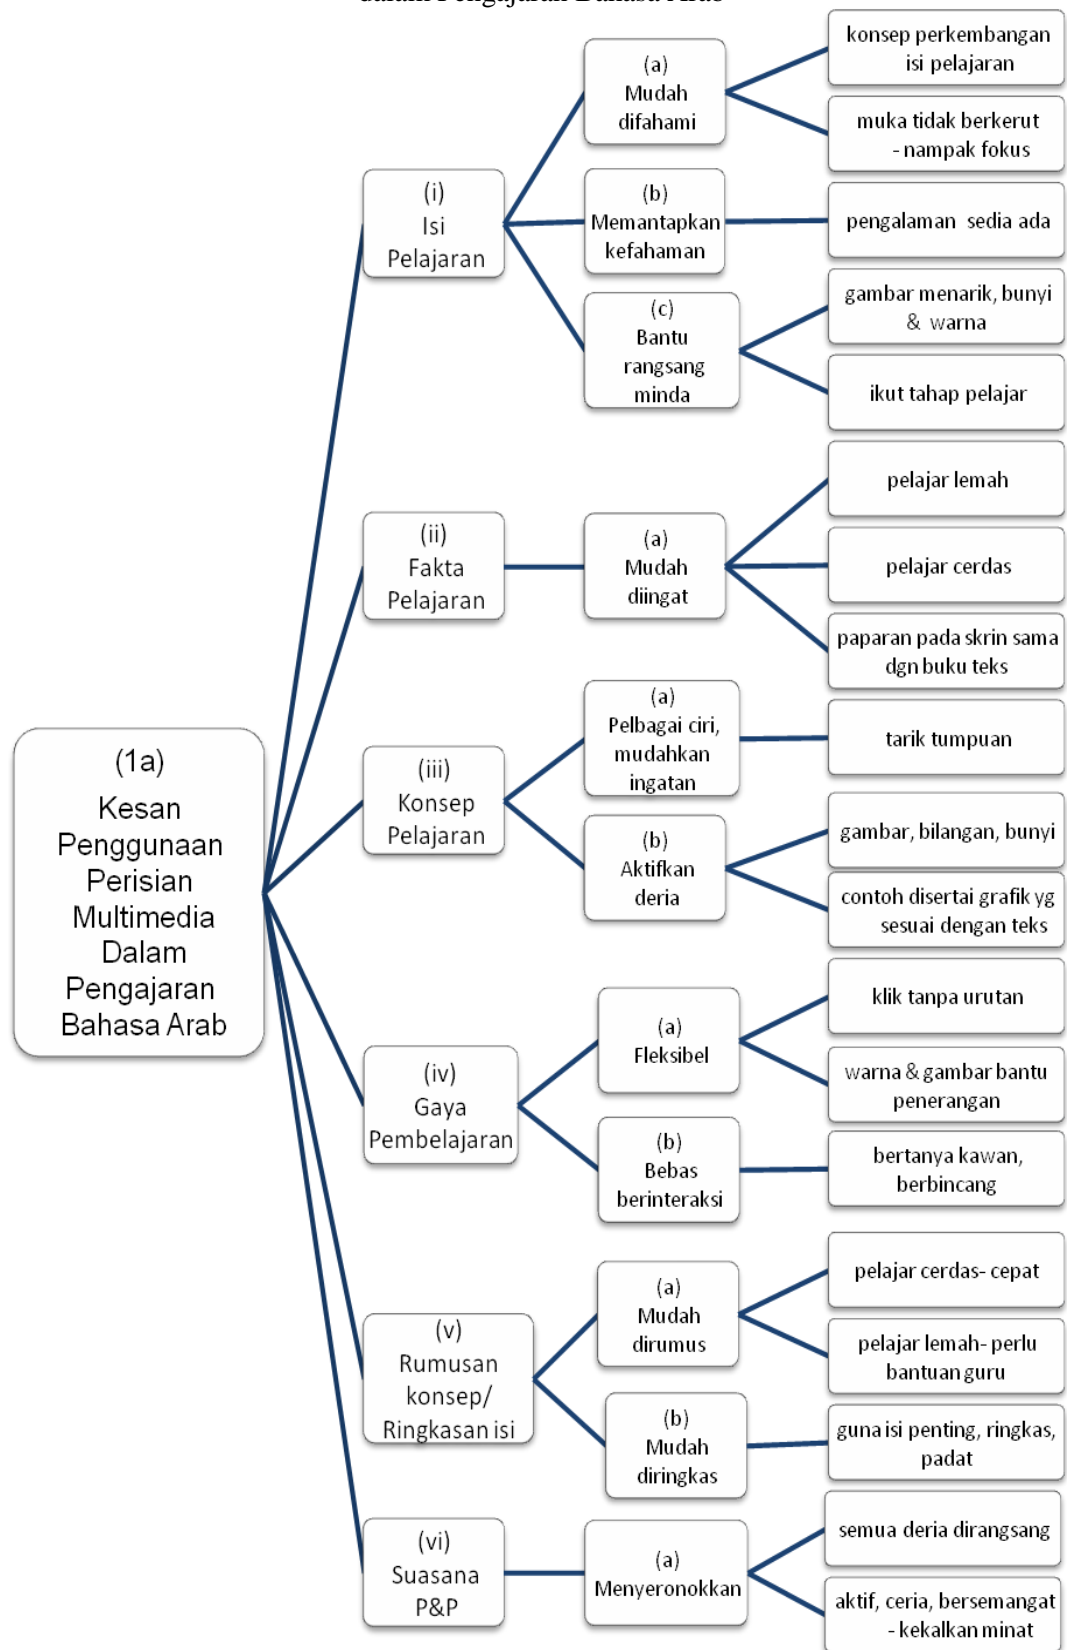 dalam Pengajaran Bahasa Arab
(1a)
Kesan
Penggunaan
Perisian
Multimedia
Dalam
Pengajaran
Bahasa Arab
(i)
Isi
Pelajaran
(a)
Mudah
difahami
konsep perkembangan
isi pelajaran
muka tidak berkerut
- nampak fokus
(b)
Memantapkan
kefahaman
pengalaman sedia ada
(c)
Bantu
rangsang
minda
gambar menarik, bunyi
& warna
ikut tahap pelajar
(ii)
Fakta
Pelajaran
(a)
Mudah
diingat
pelajar lemah
pelajar cerdas
paparan pada skrin sama
dgn buku teks
(iii)
Konsep
Pelajaran
(a)
Pelbagai ciri,
mudahkan
ingatan
tarik tumpuan
(b)
Aktifkan
deria
gambar, bilangan, bunyi
contoh disertai grafik yg
sesuai dengan teks
(iv)
Gaya
Pembelajaran
(a)
Fleksibel
klik tanpa urutan
warna & gambar bantu
penerangan
(b)
Bebas
berinteraksi
bertanya kawan,
berbincang
(v)
Rumusan
konsep/
Ringkasan isi
(a)
Mudah
dirumus
pelajar cerdas- cepat
pelajar lemah- perlu
bantuan guru
(b)
Mudah
diringkas
guna isi penting, ringkas,
padat
(vi)
Suasana
P&P
(a)
Menyeronokkan
semua deria dirangsang
aktif, ceria, bersemangat
- kekalkan minat